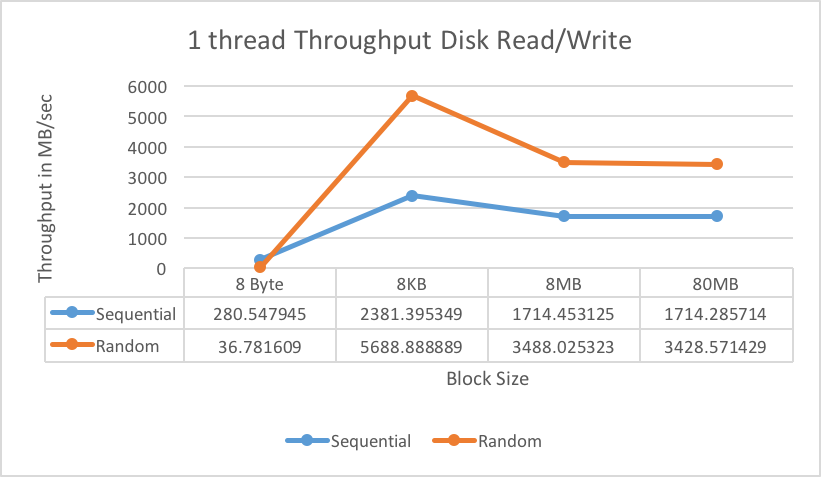 1 thread Throughput Disk Read/Write
Throughput in MB/sec
6000
5000
4000
3000
2000
1000
0
8 Byte 8KB 8MB 80MB
Sequential 280.547945 2381.395349 1714.453125 1714.285714
Random 36.781609 5688.888889 3488.025323 3428.571429
Block Size
Sequential Random